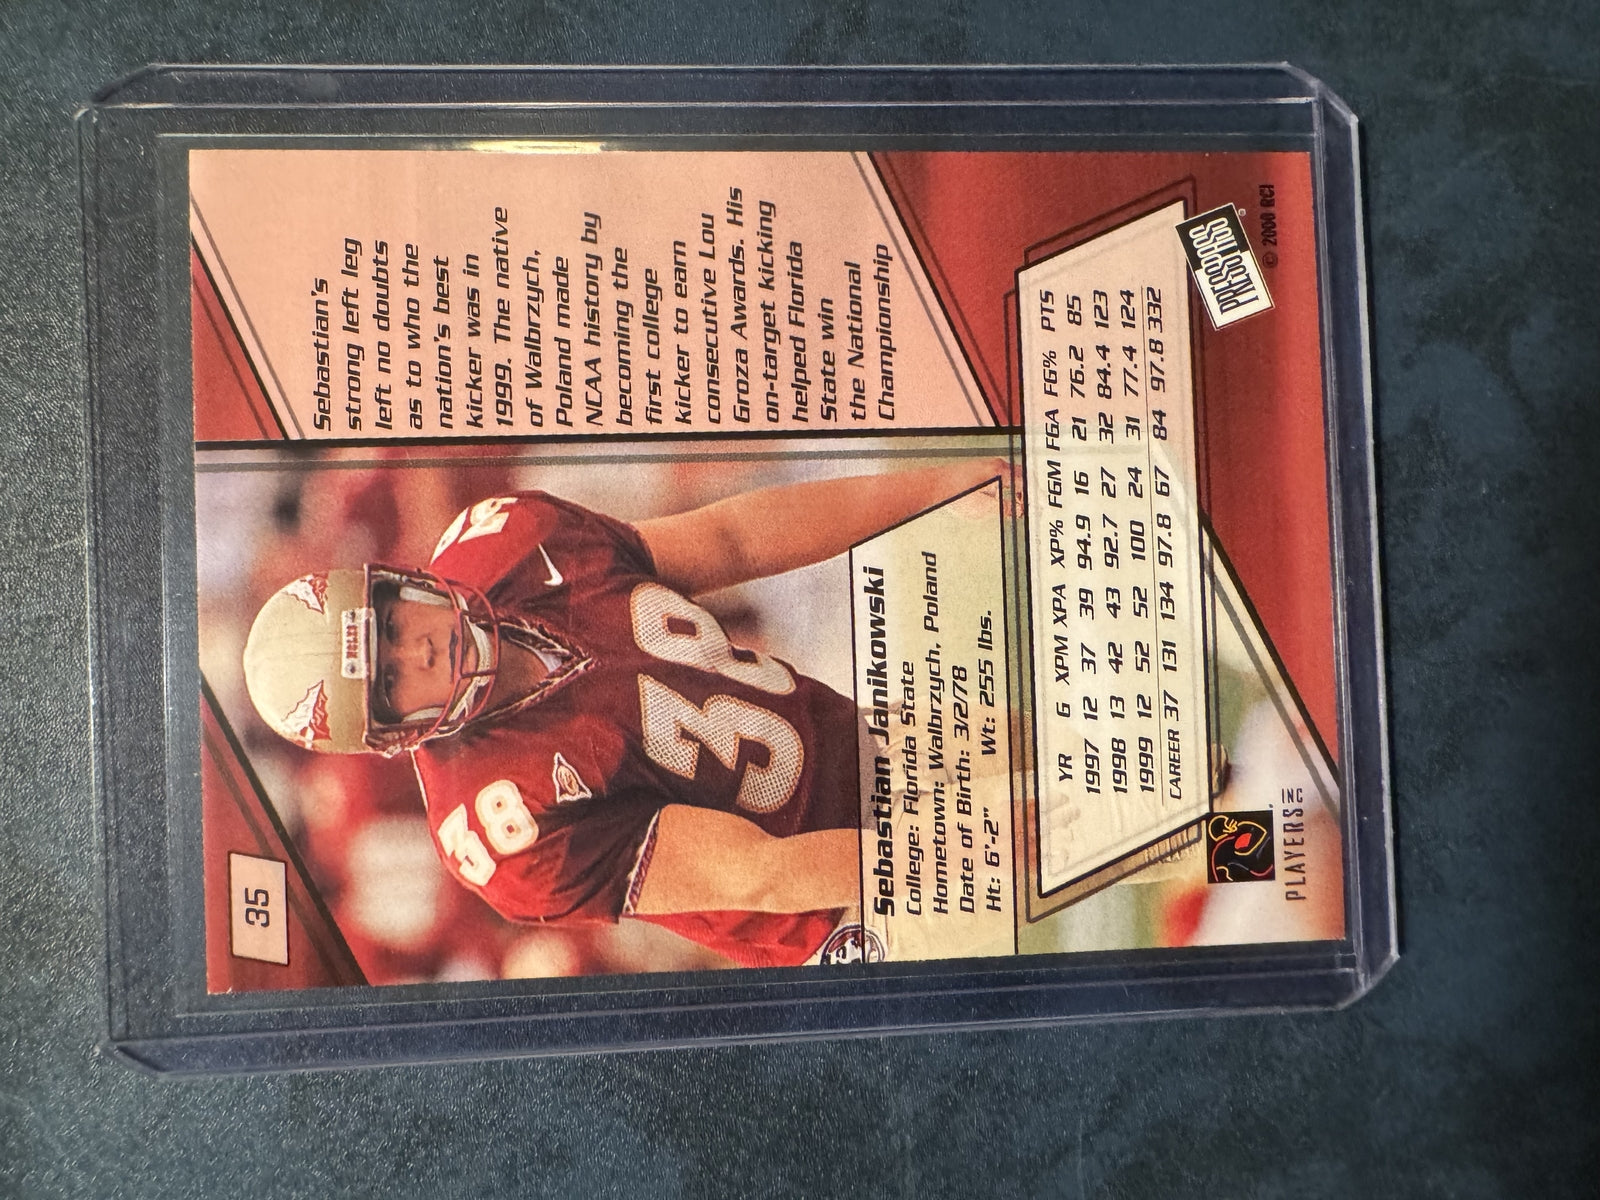 35
Sebastian's
strong left leg
left no doubts
as to who the
nation's best
kicker was in
1999. The native
of Walbrzych,
Poland made
NCAA history by
becoming the
first college
kicker to earn
consecutive Lou
Groza Awards. His
on-target kicking
helped Florida
State win
the National
Championship
NOLES
38
38
38
Sebastian Janikowski
College: Florida State
Hometown: Walbrzych, Poland
Date of Birth: 3/2/78
Ht: 6'-2" Wt: 255 lbs.
YR G XPM XPA XP% FGM FGA FG% PTS
1997 12 37 39 94.9 16 21 76.2 85
1998 13 42 43 92.7 27 32 84.4 123
1999 12 52 52 100 24 31 77.4 124
CAREER 37 131 134 97.8 67 84 97.8 332
PLAYERS INC
PRESS PASS
© 2000 RCI